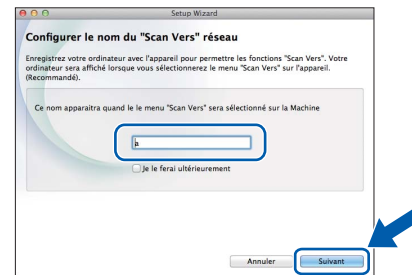 Setup Wizard
Configurer le nom du "Scan Vers" réseau
Enregistrez votre ordinateur avec l'appareil pour permettre les fonctions "Scan Vers". Votre
ordinateur sera affiché lorsque vous sélectionnerez le menu "Scan Vers" sur l'appareil.
(Recommandé).
Ce nom apparaitra quand le le menu "Scan Vers" sera sélectionné sur la Machine
a
Je le ferai ultérieurement
Annuler
Suivant